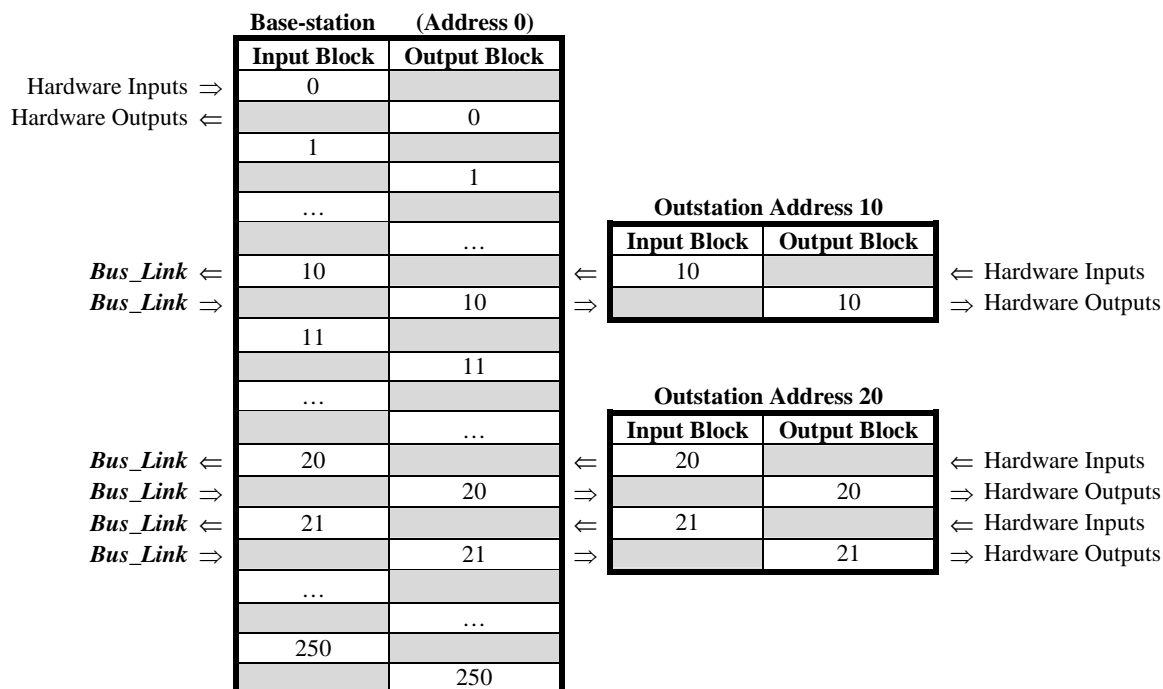 Base-station (Address 0)
Input Block Output Block
Hardware Inputs ⇒ 0
Hardware Outputs ⇐ 0
1
1
…
Outstation Address 10
… Input Block Output Block
Bus_Link ⇐ 10 ⇐ 10 ⇐ Hardware Inputs
Bus_Link ⇒ 10 ⇒ 10 ⇒ Hardware Outputs
11
11
… Outstation Address 20
… Input Block Output Block
Bus_Link ⇐ 20 ⇐ 20 ⇐ Hardware Inputs
Bus_Link ⇒ 20 ⇒ 20 ⇒ Hardware Outputs
Bus_Link ⇐ 21 ⇐ 21 ⇐ Hardware Inputs
Bus_Link ⇒ 21 ⇒ 21 ⇒ Hardware Outputs
…
…
250
250